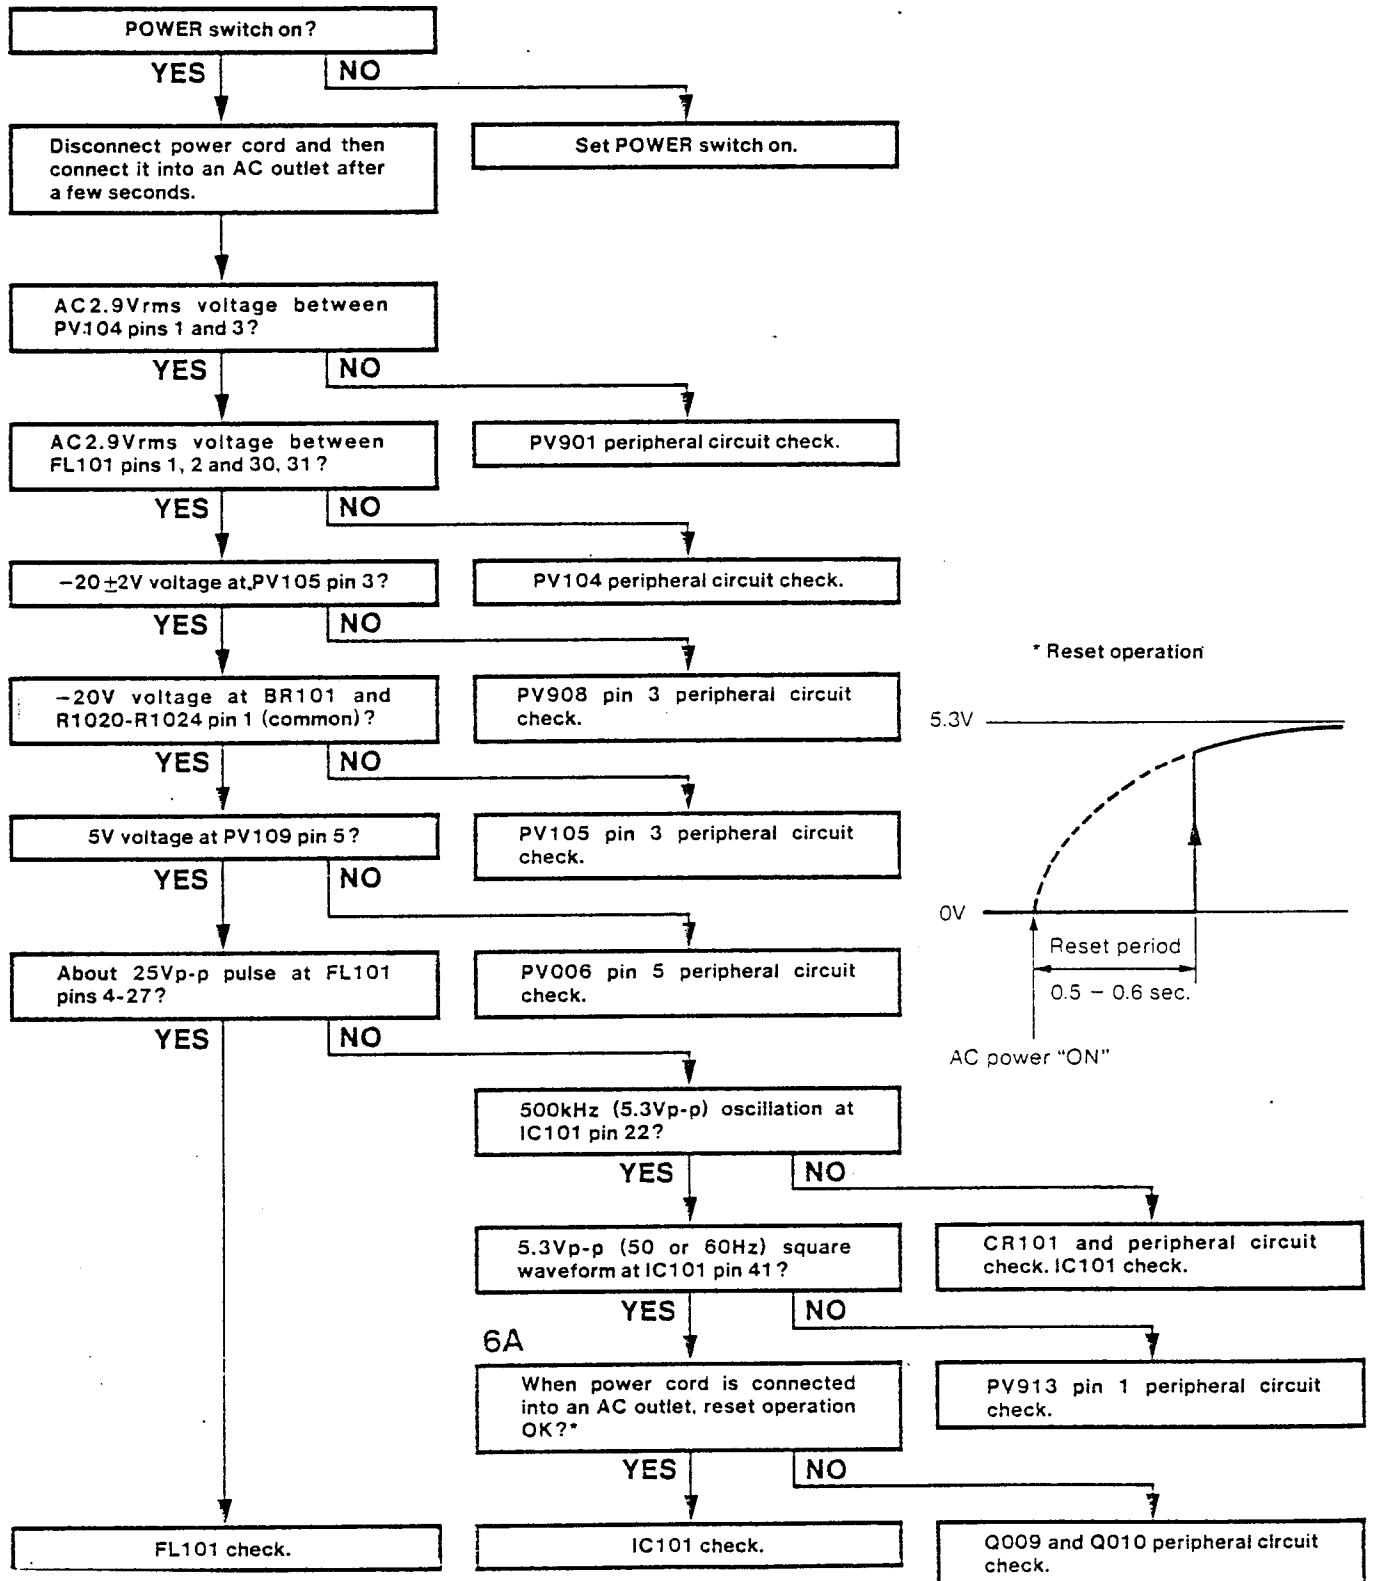 POWER switch on?
YES
NO
Disconnect power cord and then
connect it into an AC outlet after
a few seconds.
Set POWER switch on.
AC2.9Vrms voltage between
PV104 pins 1 and 3?
YES
NO
AC2.9Vrms voltage between
FL101 pins 1, 2 and 30, 31?
PV901 peripheral circuit check.
YES
NO
−20±2V voltage at PV105 pin 3?
PV104 peripheral circuit check.
YES
NO
−20V voltage at BR101 and
R1020-R1024 pin 1 (common)?
PV908 pin 3 peripheral circuit
check.
YES
NO
5V voltage at PV109 pin 5?
PV105 pin 3 peripheral circuit
check.
YES
NO
About 25Vp-p pulse at FL101
pins 4-27?
PV006 pin 5 peripheral circuit
check.
YES
NO
* Reset operation
5.3V
0V
Reset period
0.5 − 0.6 sec.
AC power “ON”
500kHz (5.3Vp-p) oscillation at
IC101 pin 22?
YES
NO
5.3Vp-p (50 or 60Hz) square
waveform at IC101 pin 41?
CR101 and peripheral circuit
check. IC101 check.
YES
NO
6A
When power cord is connected
into an AC outlet, reset operation
OK?*
PV913 pin 1 peripheral circuit
check.
YES
NO
FL101 check.
IC101 check.
Q009 and Q010 peripheral circuit
check.